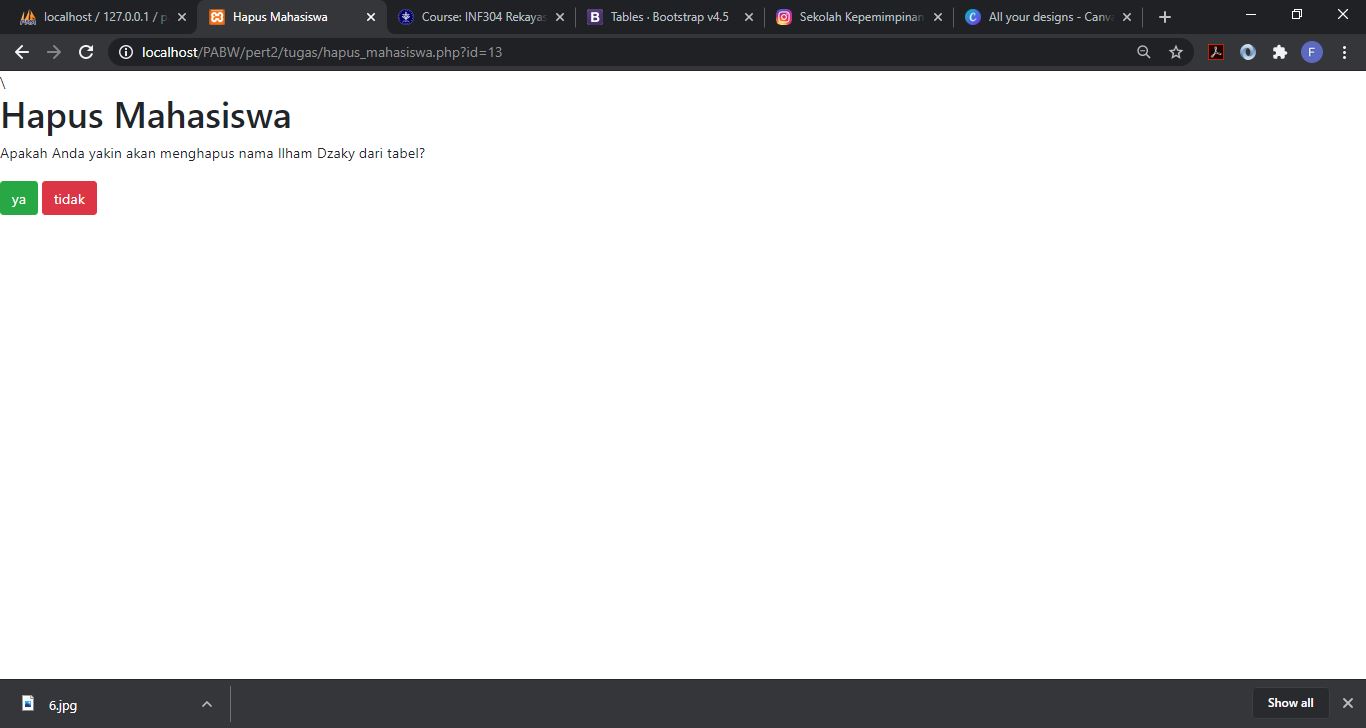 localhost / 127.0.0.1 / p
Hapus Mahasiswa
Course: INF304 Rekayas
Tables · Bootstrap v4.5
Sekolah Kepemimpinan
All your designs - Canva
localhost/PABW/pert2/tugas/hapus_mahasiswa.php?id=13
F
\
Hapus Mahasiswa
Apakah Anda yakin akan menghapus nama Ilham Dzaky dari tabel?
ya tidak
6.jpg
Show all